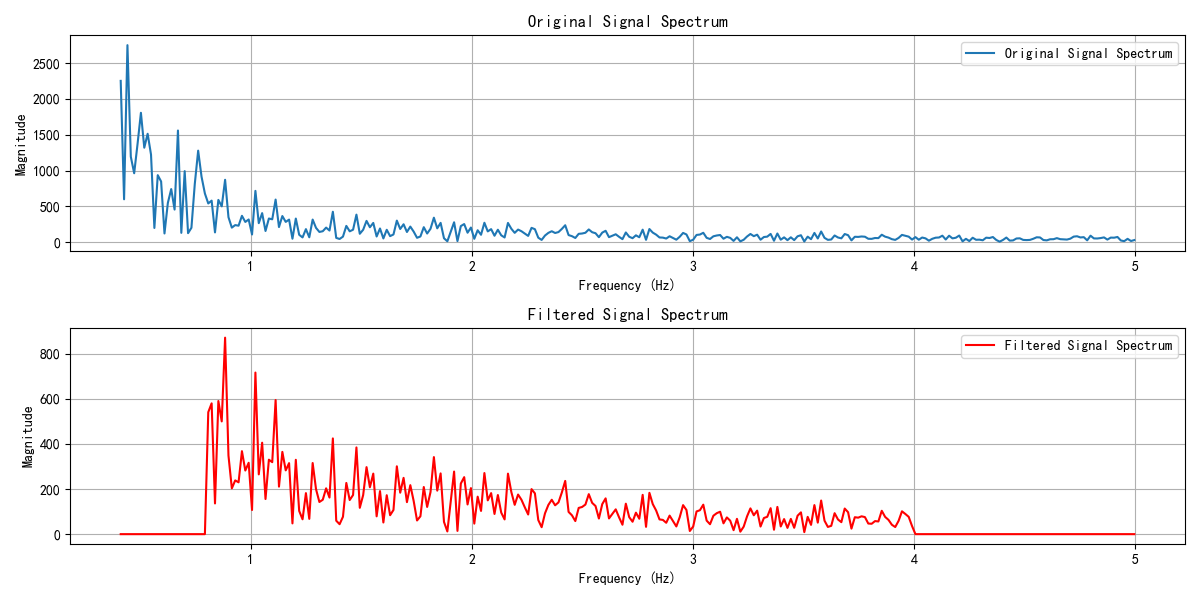 Original Signal Spectrum
Original Signal Spectrum
2500
2000
1500
1000
500
0
Magnitude
1 2 3 4 5
Frequency (Hz)
Filtered Signal Spectrum
Filtered Signal Spectrum
800
600
400
200
0
Magnitude
1 2 3 4 5
Frequency (Hz)